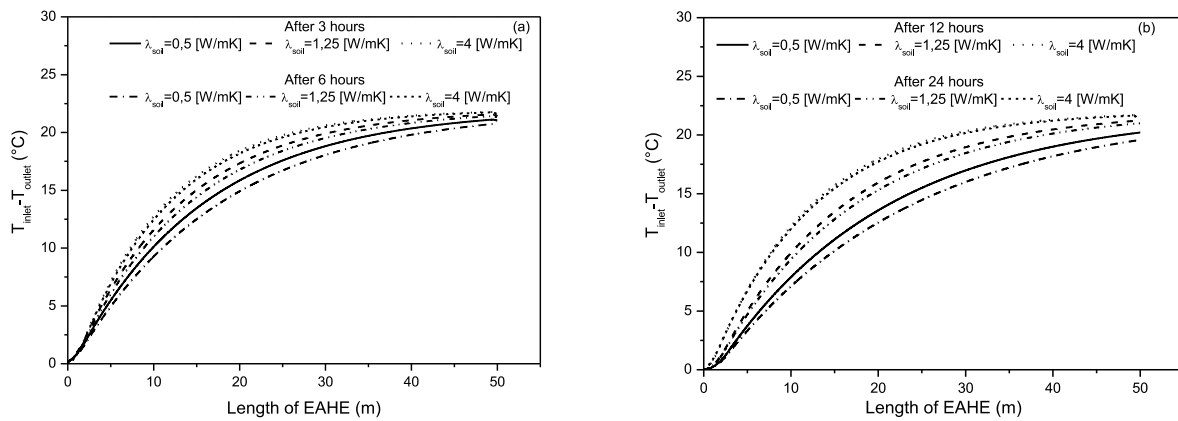 (a)
After 3 hours
λsoil=0,5 [W/mK] λsoil=1,25 [W/mK] λsoil=4 [W/mK]
After 6 hours
λsoil=0,5 [W/mK] λsoil=1,25 [W/mK] λsoil=4 [W/mK]
30
25
20
15
10
5
0
Tinlet-Toutlet (°C)
0 10 20 30 40 50
Length of EAHE (m)
(b)
After 12 hours
λsoil=0,5 [W/mK] λsoil=1,25 [W/mK] λsoil=4 [W/mK]
After 24 hours
λsoil=0,5 [W/mK] λsoil=1,25 [W/mK] λsoil=4 [W/mK]
30
25
20
15
10
5
0
Tinlet-Toutlet (°C)
0 10 20 30 40 50
Length of EAHE (m)